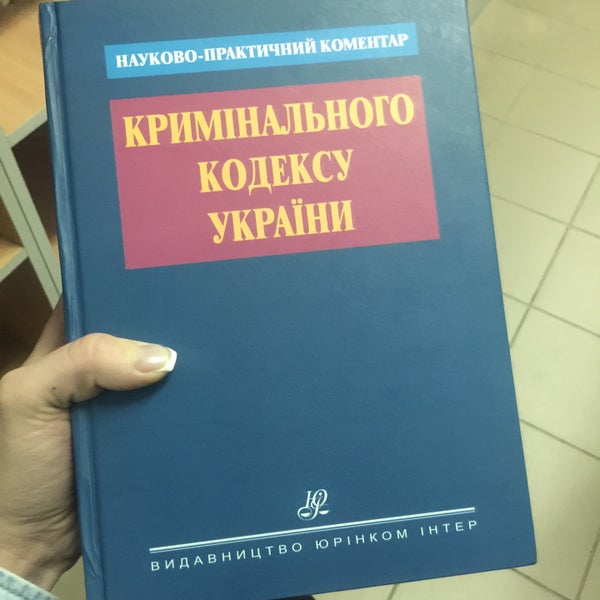 НАУКОВО-ПРАКТИЧНИЙ КОМЕНТАР
КРИМІНАЛЬНОГО
КОДЕКСУ
УКРАЇНИ
ВИДАВНИЦТВО ЮРІНКОМ ІНТЕР